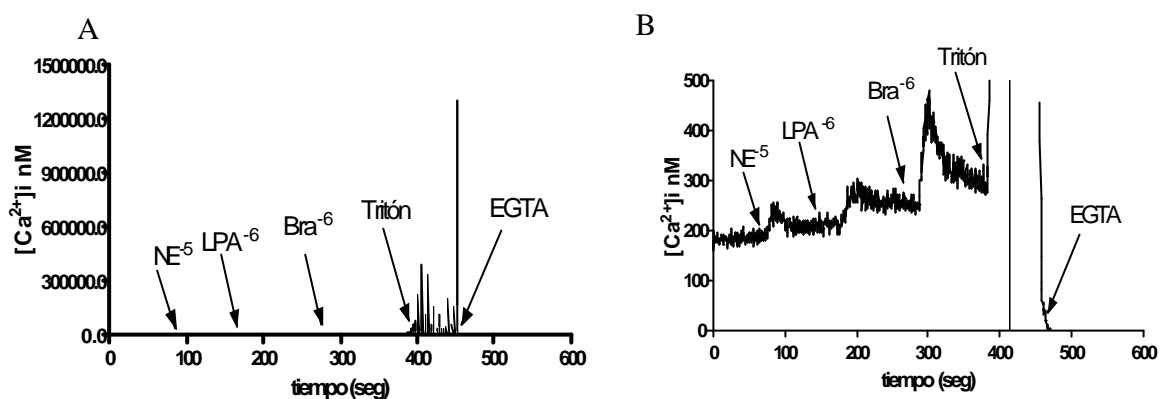 A
[Ca²⁺]i nM
1500000.0
1200000.0
900000.0
600000.0
300000.0
0.0
NE⁻⁵
LPA⁻⁶
Bra⁻⁶
Tritón
EGTA
0 100 200 300 400 500 600
tiempo (seg)
B
[Ca²⁺]i nM
500
400
300
200
100
0
NE⁻⁵
LPA⁻⁶
Bra⁻⁶
Tritón
EGTA
0 100 200 300 400 500 600
tiempo (seg)